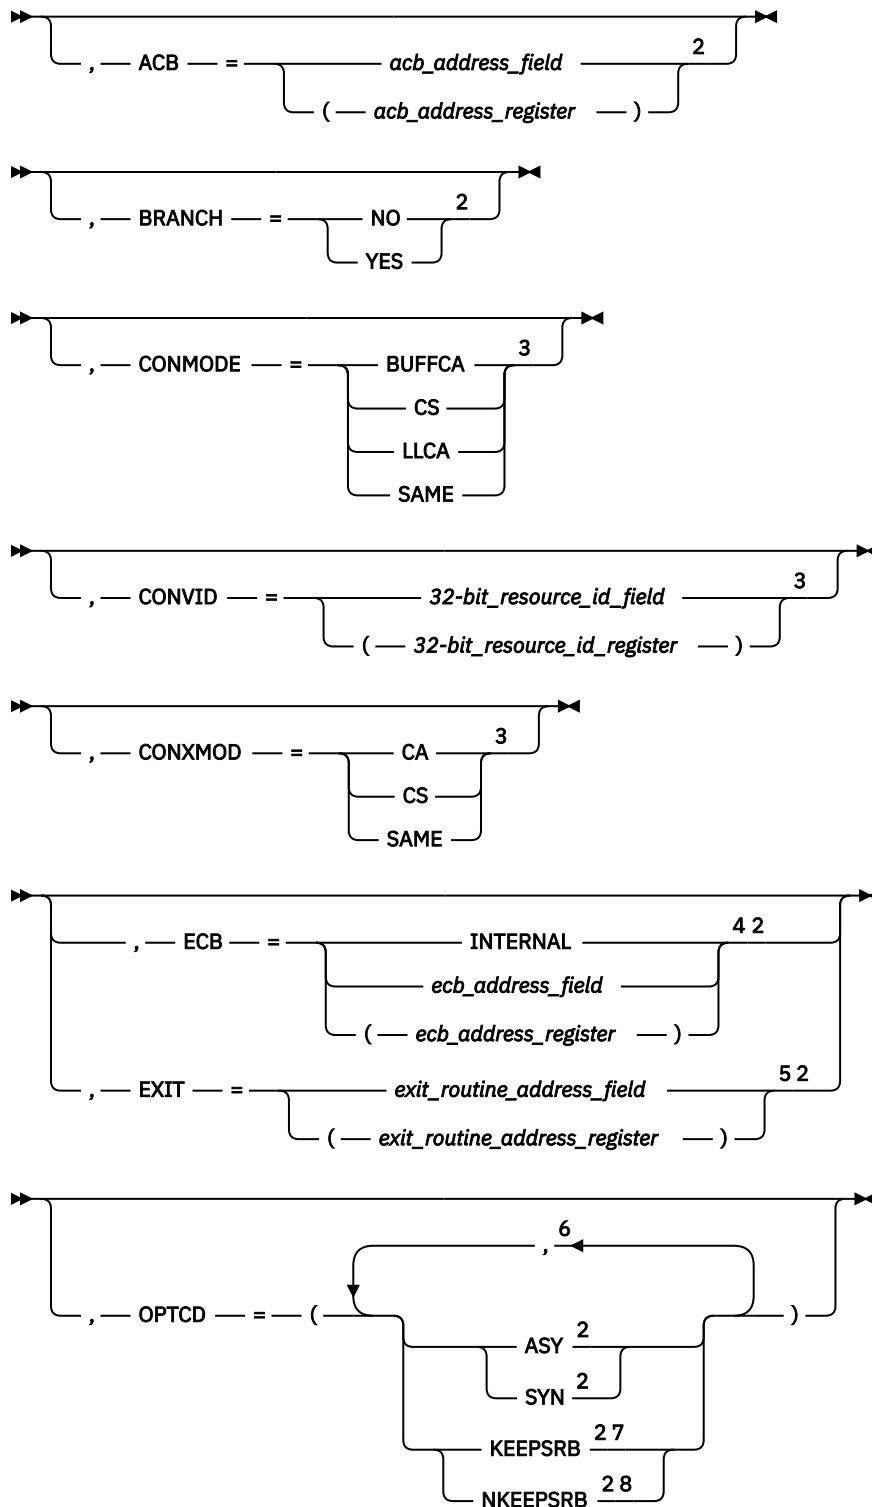 , ACB = acb_address_field 2
( acb_address_register )
, BRANCH = NO 2
YES
, CONMODE = BUFFCA 3
CS
LLCA
SAME
, CONVID = 32-bit_resource_id_field 3
( 32-bit_resource_id_register )
, CONXMOD = CA 3
CS
SAME
, ECB = INTERNAL 4 2
ecb_address_field
( ecb_address_register )
, EXIT = exit_routine_address_field 5 2
( exit_routine_address_register )
, 6
, OPTCD = ( )
ASY 2
SYN 2
KEEPSRB 2 7
NKEEPSRB 2 8